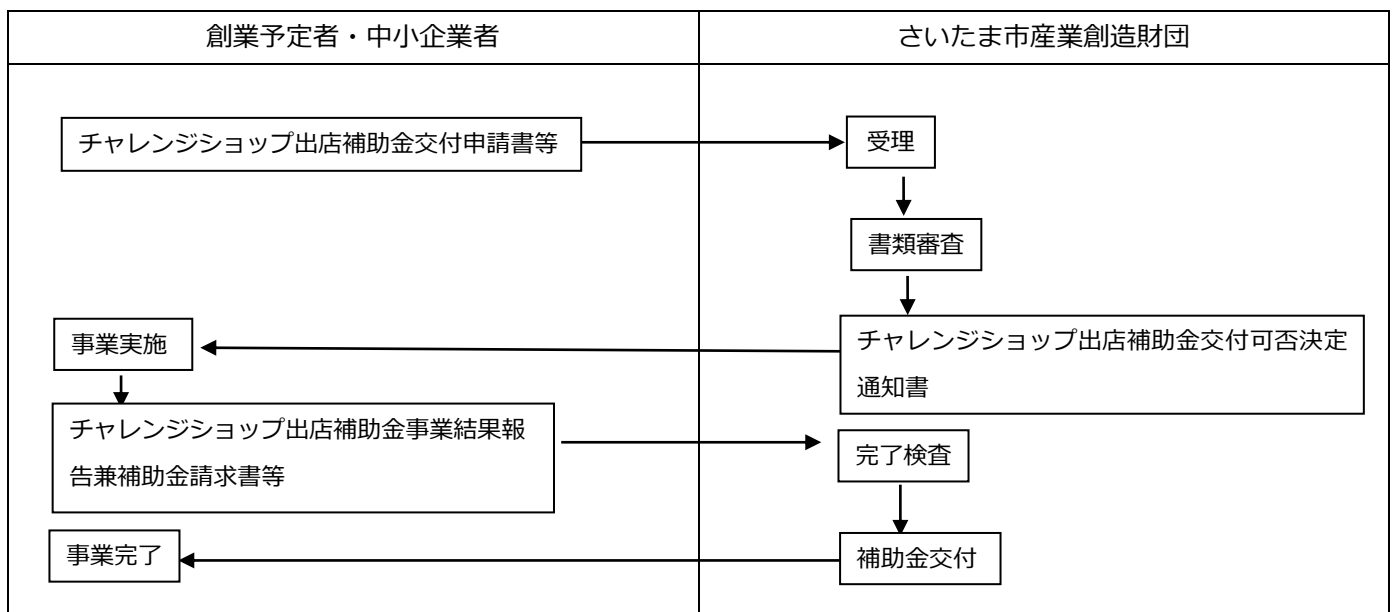 創業予定者・中小企業者
さいたま市産業創造財団
チャレンジショップ出店補助金交付申請書等
受理
書類審査
チャレンジショップ出店補助金交付可否決定
通知書
事業実施
チャレンジショップ出店補助金事業結果報
告兼補助金請求書等
完了検査
補助金交付
事業完了